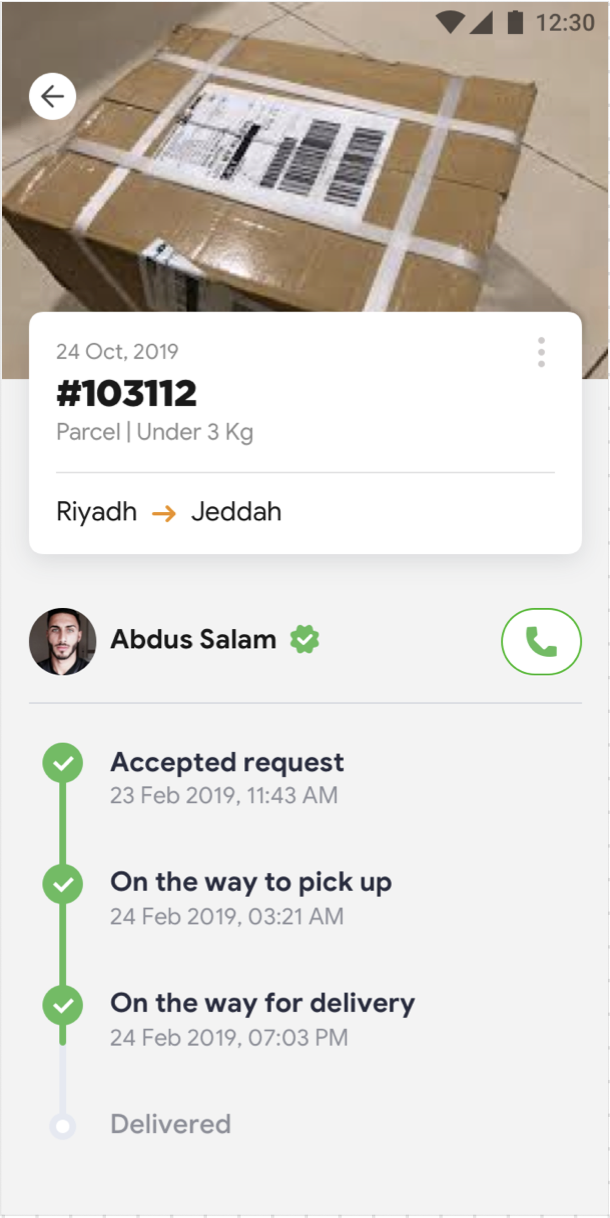 12:30
24 Oct, 2019
#103112
Parcel | Under 3 Kg
Riyadh → Jeddah
Abdus Salam
Accepted request
23 Feb 2019, 11:43 AM
On the way to pick up
24 Feb 2019, 03:21 AM
On the way for delivery
24 Feb 2019, 07:03 PM
Delivered